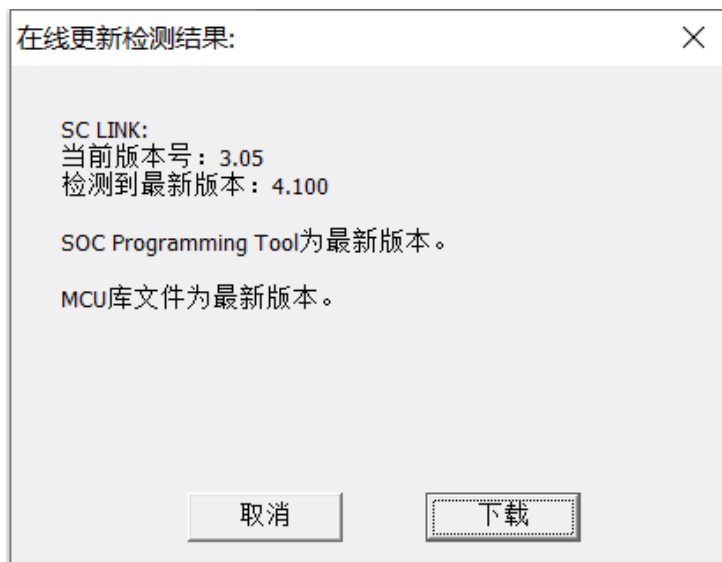 在线更新检测结果:
SC LINK:
当前版本号：3.05
检测到最新版本：4.100
SOC Programming Tool为最新版本。
MCU库文件为最新版本。
取消
下载